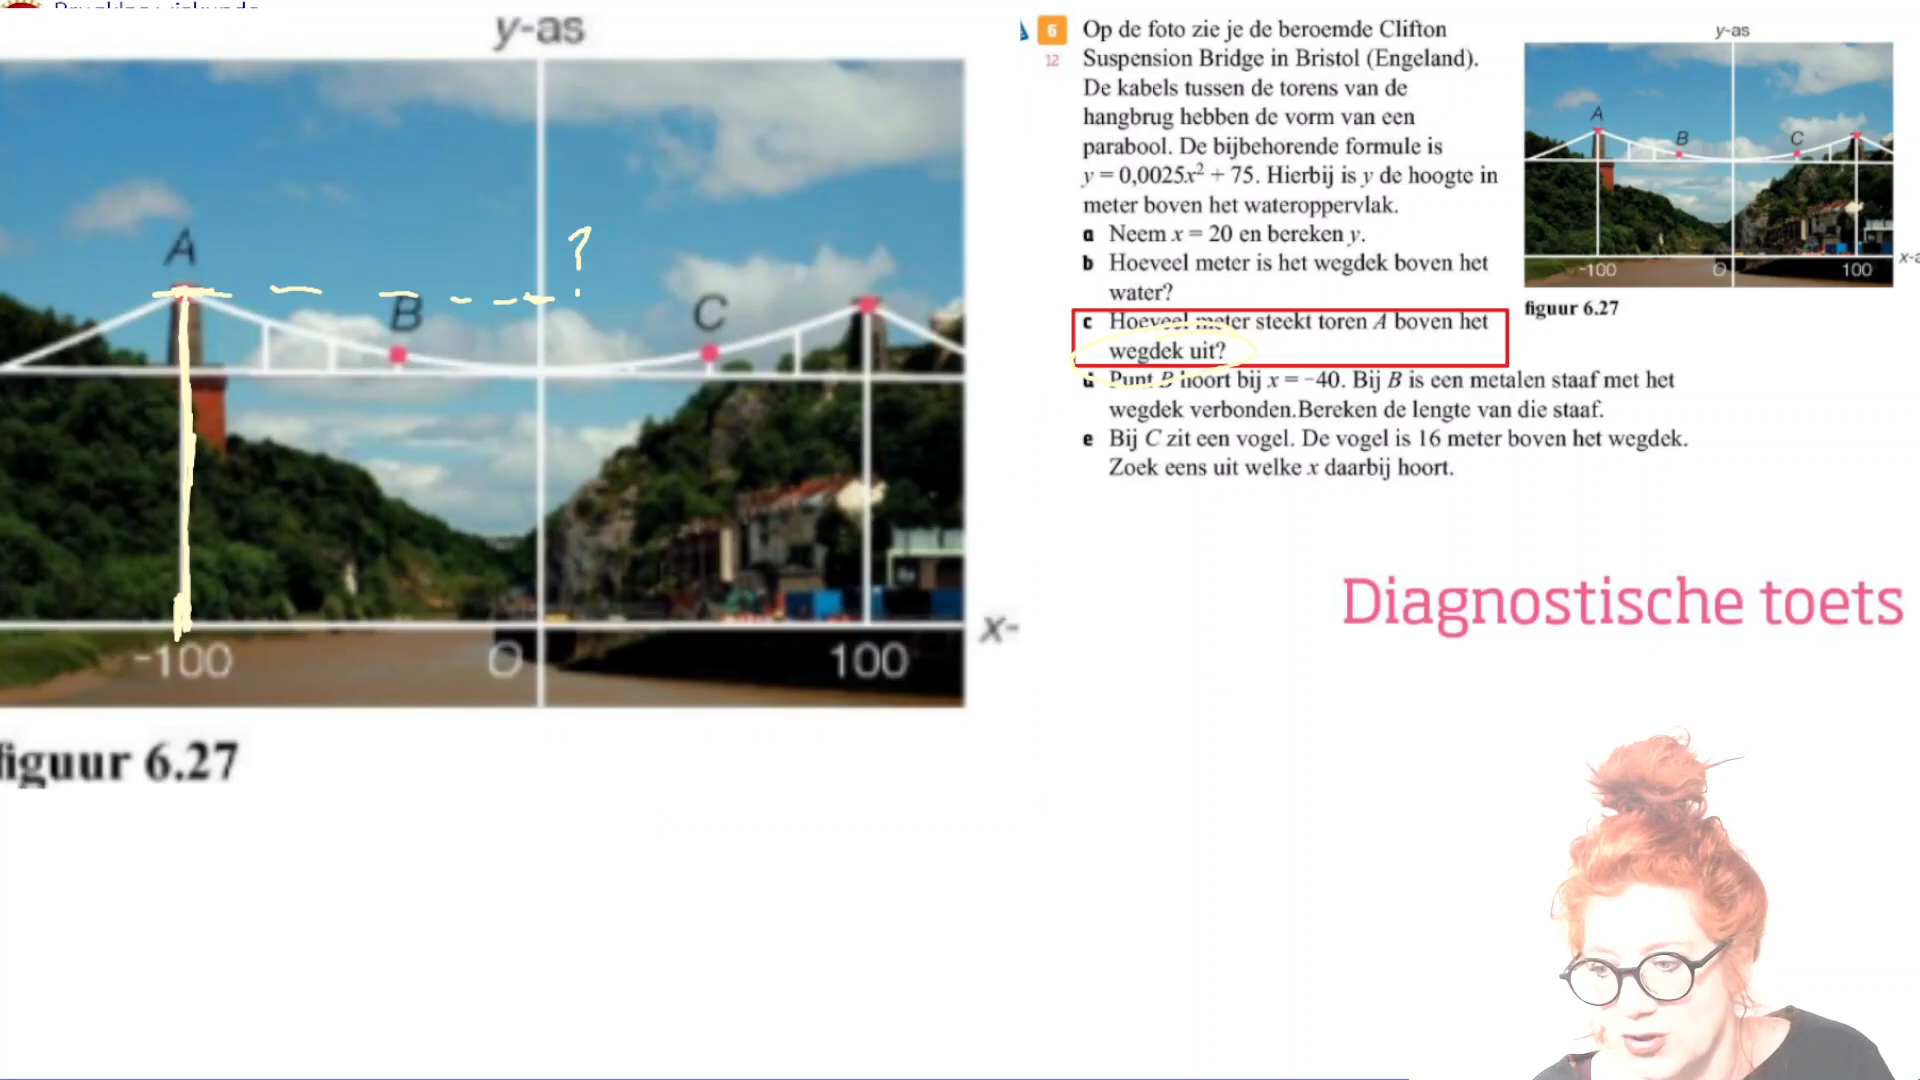 y-as
A
B
C
?
-100
O
100
x-
figuur 6.27
6
12
Op de foto zie je de beroemde Clifton
Suspension Bridge in Bristol (Engeland).
De kabels tussen de torens van de
hangbrug hebben de vorm van een
parabool. De bijbehorende formule is
y = 0,0025x² + 75. Hierbij is y de hoogte in
meter boven het wateroppervlak.
a Neem x = 20 en bereken y.
b Hoeveel meter is het wegdek boven het
water?
c Hoeveel meter steekt toren A boven het
wegdek uit?
d Punt B hoort bij x = −40. Bij B is een metalen staaf met het
wegdek verbonden.Bereken de lengte van die staaf.
e Bij C zit een vogel. De vogel is 16 meter boven het wegdek.
Zoek eens uit welke x daarbij hoort.
y-as
A
B
C
-100
O
100
x-a
figuur 6.27
Diagnostische toets